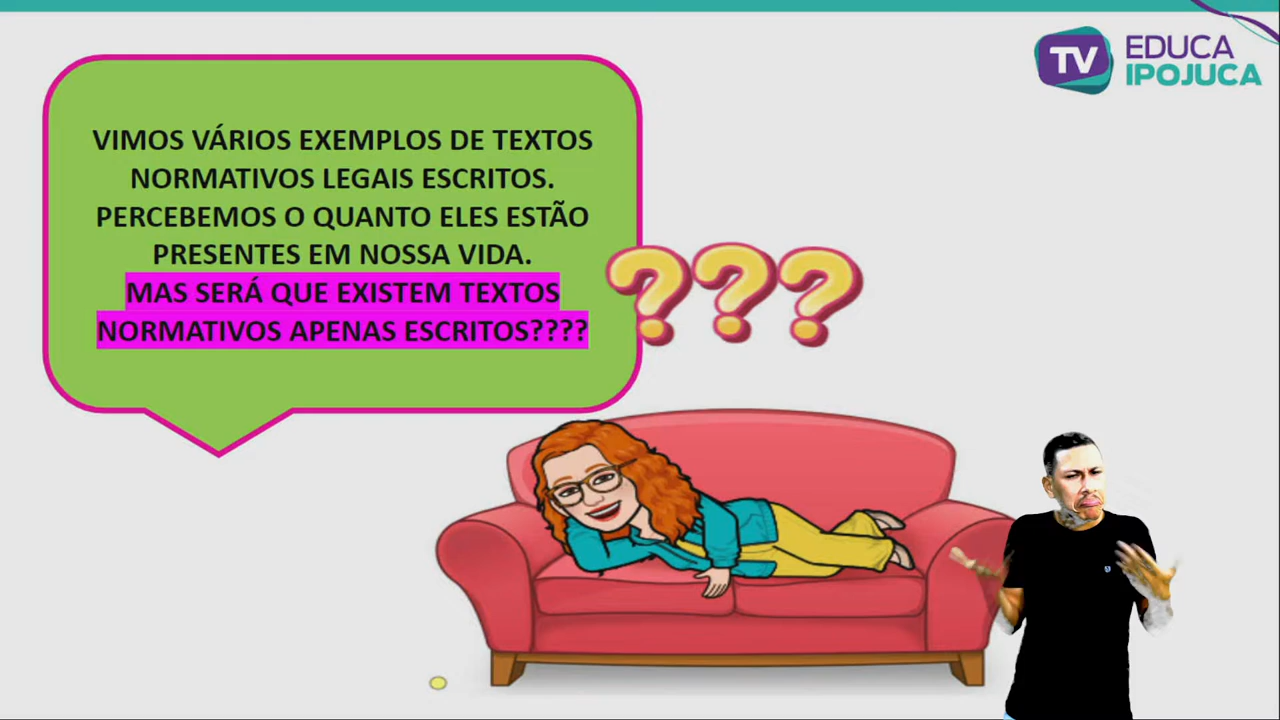 VIMOS VÁRIOS EXEMPLOS DE TEXTOS
NORMATIVOS LEGAIS ESCRITOS.
PERCEBEMOS O QUANTO ELES ESTÃO
PRESENTES EM NOSSA VIDA.
MAS SERÁ QUE EXISTEM TEXTOS
NORMATIVOS APENAS ESCRITOS????
???
TV EDUCA
IPOJUCA